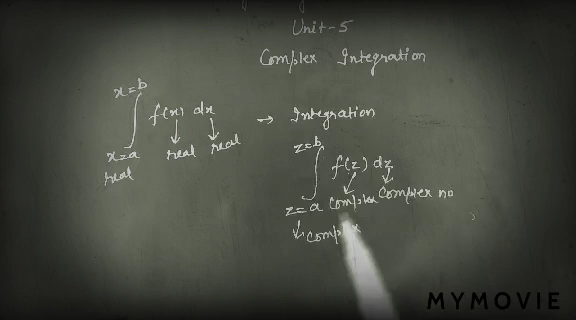 Unit-5
Complex Integration
x=b
∫ f(x) dx → Integration
x=a real real
real
z=b
∫ f(z) dz
z=a complex complex no
complex
MYMOVIE